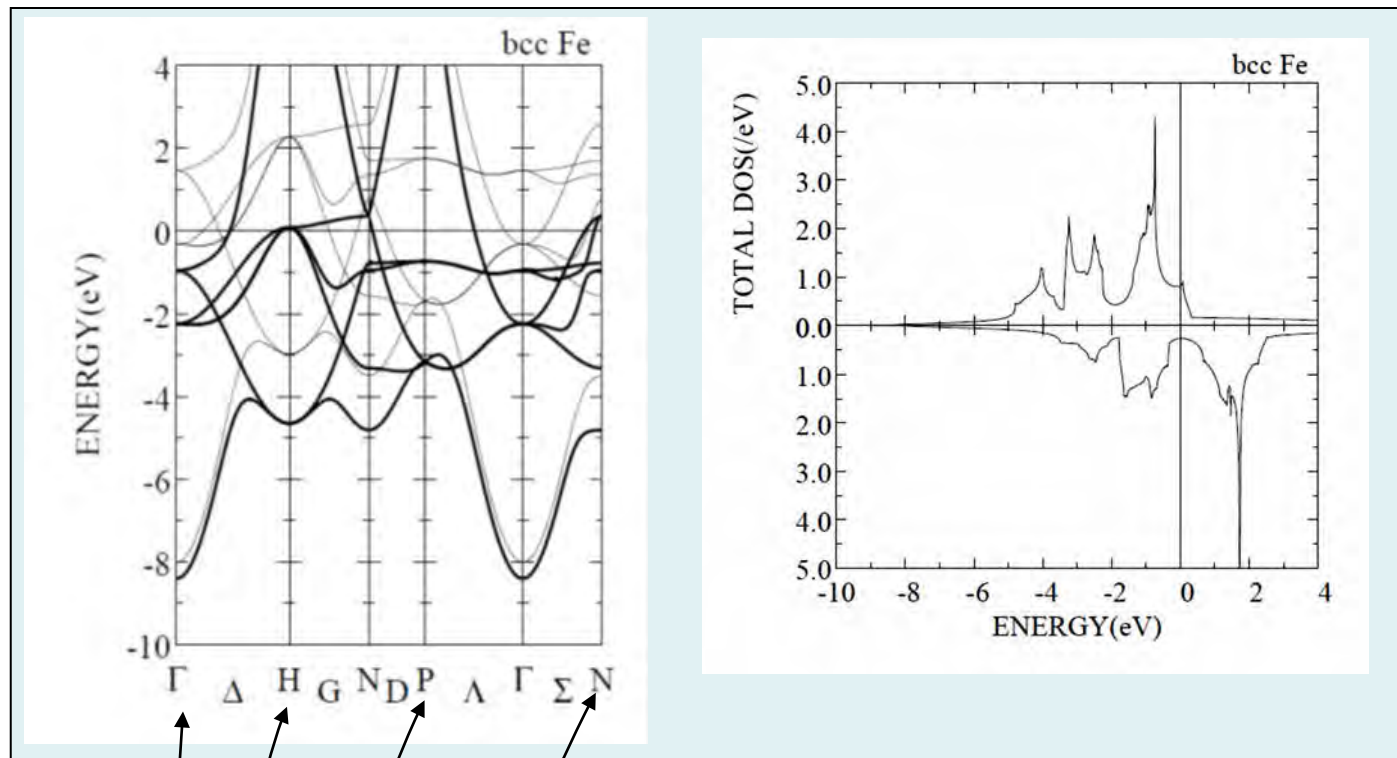 bcc Fe
4
2
0
-2
-4
-6
-8
-10
ENERGY(eV)
Γ Δ H G N D P Λ Γ Σ N
bcc Fe
5.0
4.0
3.0
2.0
1.0
0.0
1.0
2.0
3.0
4.0
5.0
TOTAL DOS(/eV)
-10 -8 -6 -4 -2 0 2 4
ENERGY(eV)